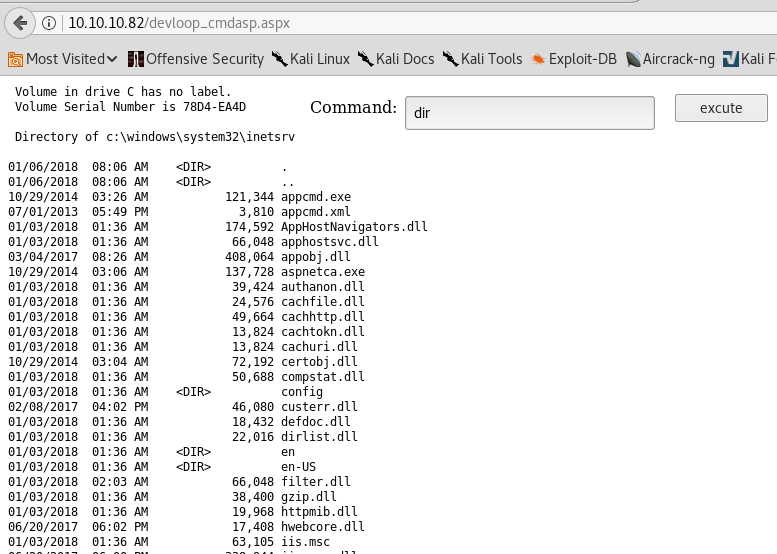 10.10.10.82/devloop_cmdasp.aspx
Most Visited Offensive Security Kali Linux Kali Docs Kali Tools Exploit-DB Aircrack-ng Kali F
Volume in drive C has no label.
Volume Serial Number is 78D4-EA4D
Command: dir excute
Directory of c:\windows\system32\inetsrv
01/06/2018 08:06 AM <DIR> .
01/06/2018 08:06 AM <DIR> ..
10/29/2014 03:26 AM 121,344 appcmd.exe
07/01/2013 05:49 PM 3,810 appcmd.xml
01/03/2018 01:36 AM 174,592 AppHostNavigators.dll
01/03/2018 01:36 AM 66,048 apphostsvc.dll
03/04/2017 08:26 AM 408,064 appobj.dll
10/29/2014 03:06 AM 137,728 aspnetca.exe
01/03/2018 01:36 AM 39,424 authanon.dll
01/03/2018 01:36 AM 24,576 cachfile.dll
01/03/2018 01:36 AM 49,664 cachhttp.dll
01/03/2018 01:36 AM 13,824 cachtokn.dll
01/03/2018 01:36 AM 13,824 cachuri.dll
10/29/2014 03:04 AM 72,192 certobj.dll
01/03/2018 01:36 AM 50,688 compstat.dll
01/03/2018 01:36 AM <DIR> config
02/08/2017 04:02 PM 46,080 custerr.dll
01/03/2018 01:36 AM 18,432 defdoc.dll
01/03/2018 01:36 AM 22,016 dirlist.dll
01/03/2018 01:36 AM <DIR> en
01/03/2018 01:36 AM <DIR> en-US
01/03/2018 02:03 AM 66,048 filter.dll
01/03/2018 01:36 AM 38,400 gzip.dll
01/03/2018 01:36 AM 19,968 httpmib.dll
06/20/2017 06:02 PM 17,408 hwebcore.dll
01/03/2018 01:36 AM 63,105 iis.msc